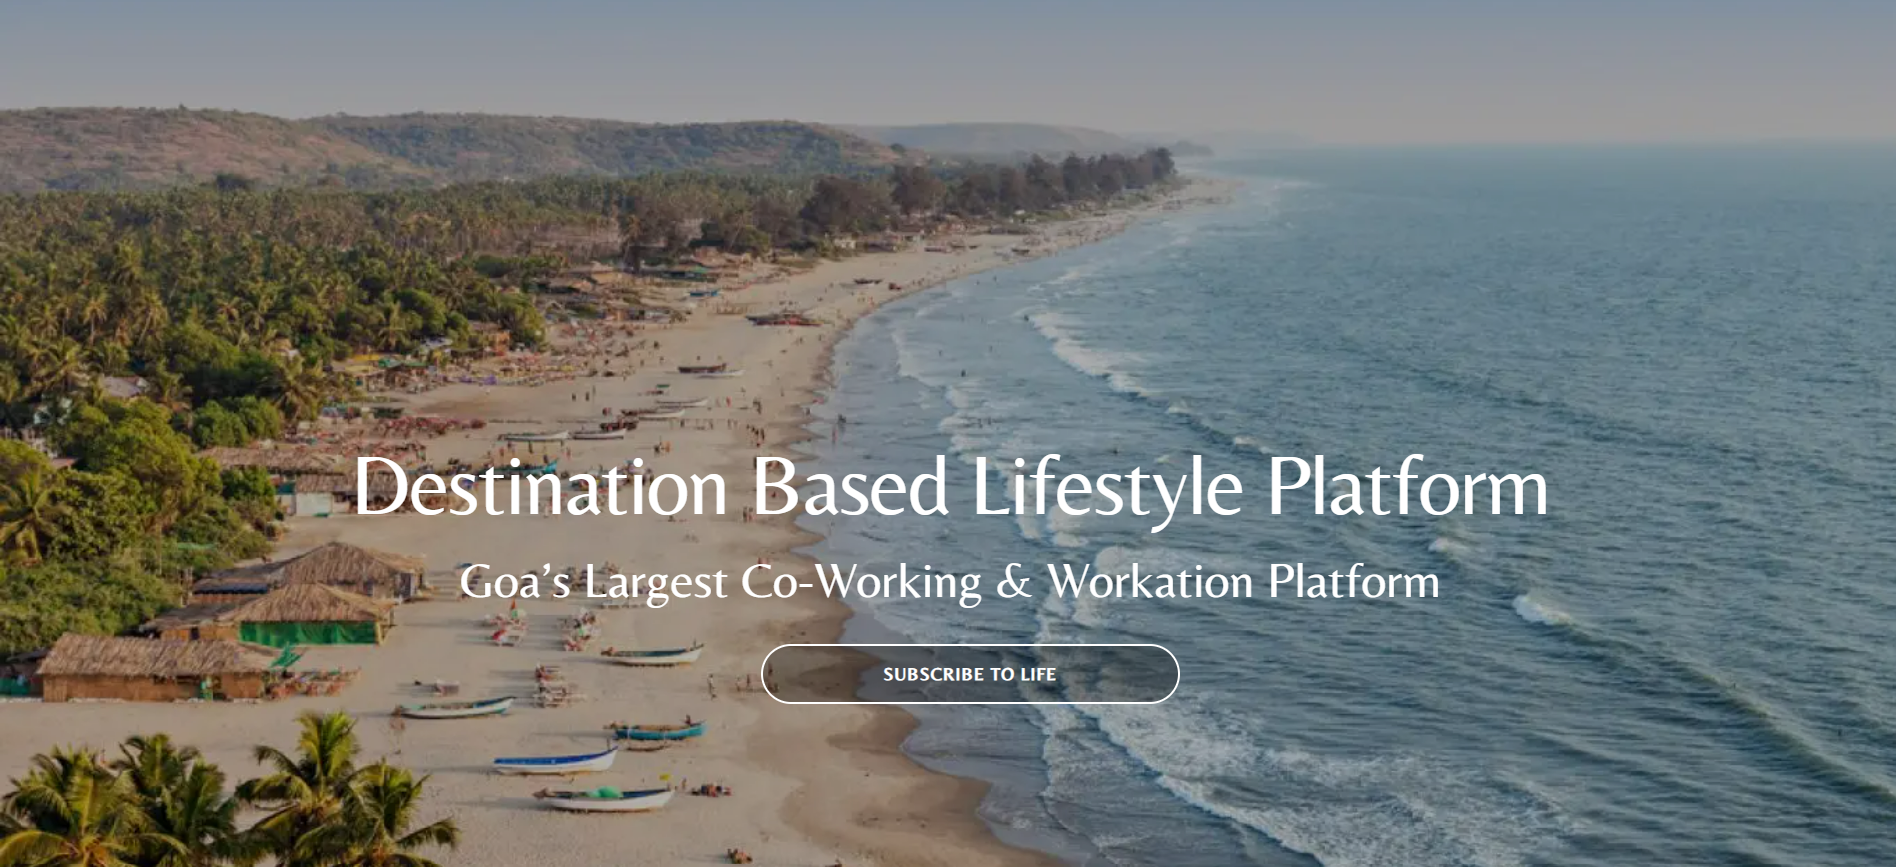 Destination Based Lifestyle Platform
Goa’s Largest Co-Working & Workation Platform
SUBSCRIBE TO LIFE